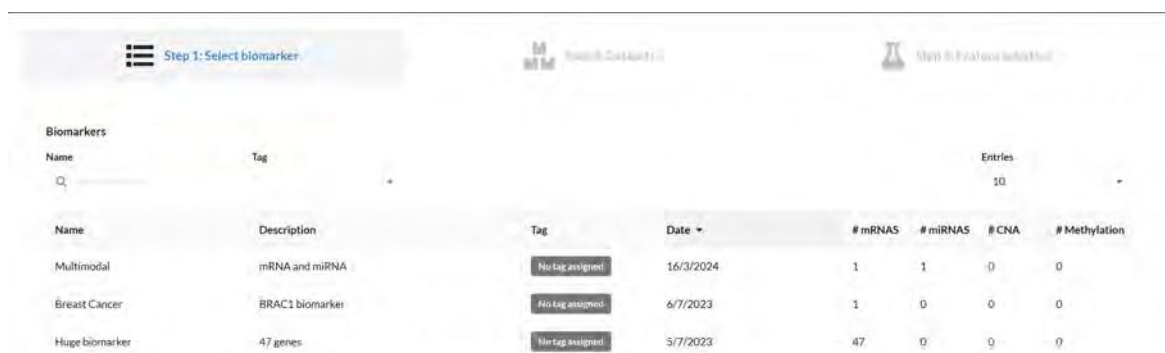 Step 1: Select biomarker
Biomarkers
Name Tag Entries
10
Name Description Tag Date # mRNAS # miRNAS # CNA # Methylation
Multimodal mRNA and miRNA No tag assigned 16/3/2024 1 1 0 0
Breast Cancer BRAC1 biomarker No tag assigned 6/7/2023 1 0 0 0
Huge biomarker 47 genes No tag assigned 5/7/2023 47 0 0 0